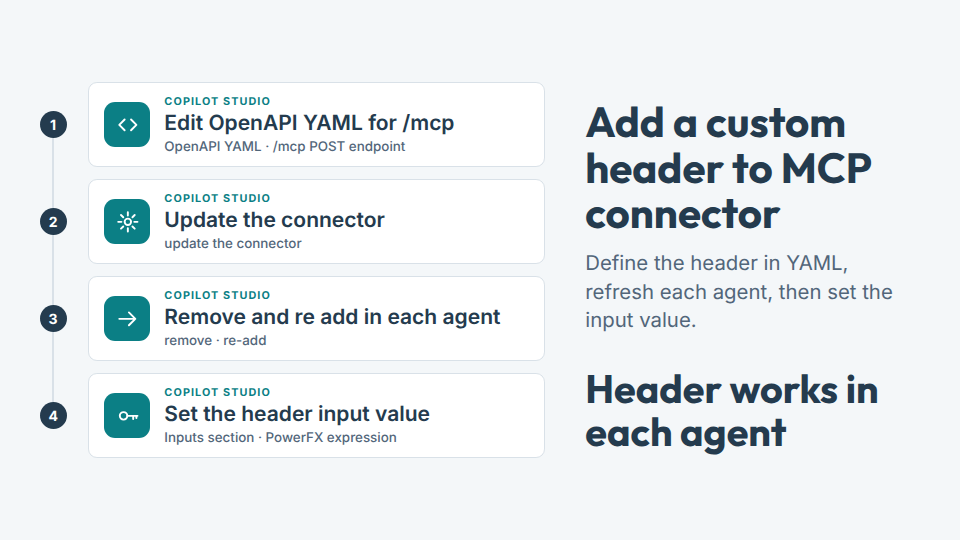 1
COPILOT STUDIO
Edit OpenAPI YAML for /mcp
OpenAPI YAML · /mcp POST endpoint
2
COPILOT STUDIO
Update the connector
update the connector
3
COPILOT STUDIO
Remove and re add in each agent
remove · re-add
4
COPILOT STUDIO
Set the header input value
Inputs section · PowerFX expression
Add a custom
header to MCP
connector
Define the header in YAML,
refresh each agent, then set the
input value.
Header works in
each agent